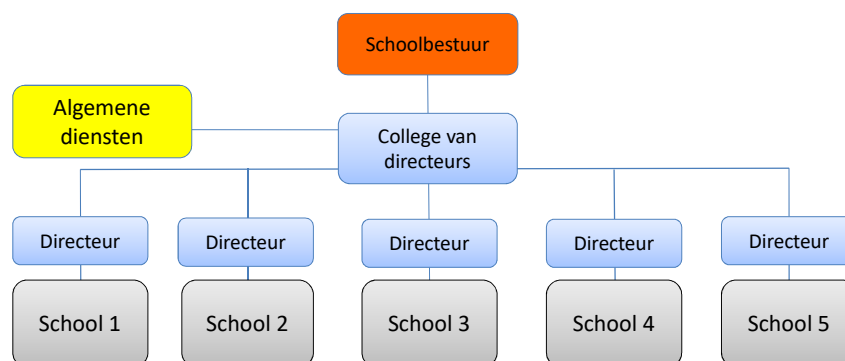 Schoolbestuur
Algemene
diensten
College van
directeurs
Directeur
Directeur
Directeur
Directeur
Directeur
School 1
School 2
School 3
School 4
School 5